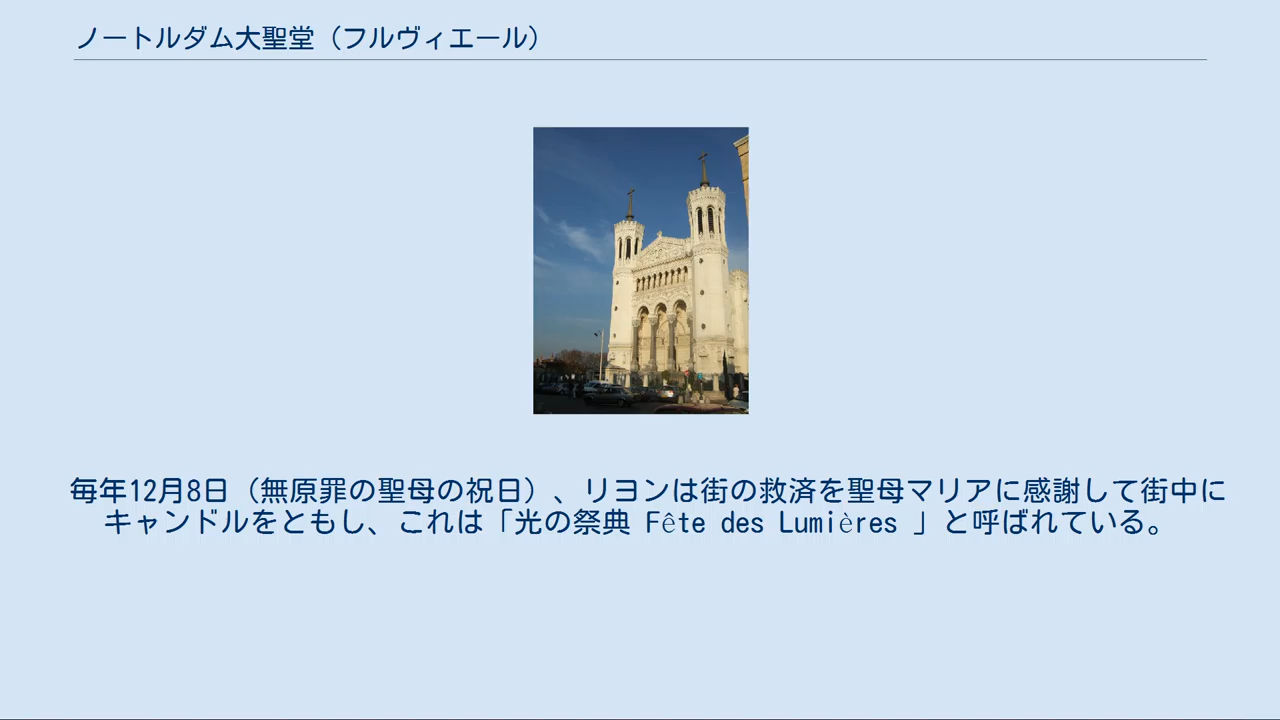 ノートルダム大聖堂（フルヴィエール）
毎年12月8日（無原罪の聖母の祝日）、リヨンは街の救済を聖母マリアに感謝して街中に
キャンドルをともし、これは「光の祭典 Fête des Lumières 」と呼ばれている。